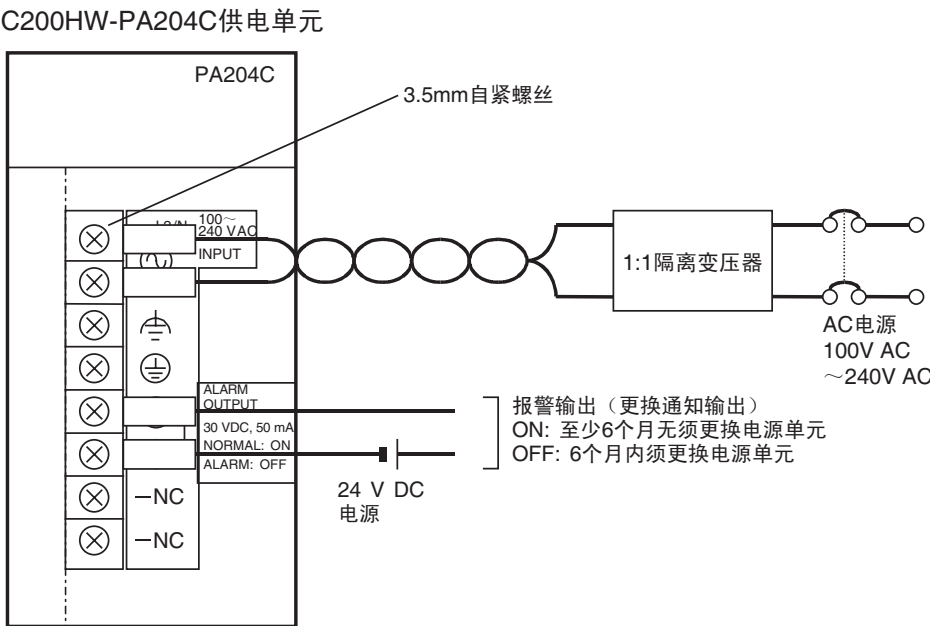 C200HW-PA204C供电单元
PA204C
3.5mm自紧螺丝
100～
240 VAC
INPUT
1:1隔离变压器
AC电源
100V AC
～240V AC
ALARM
OUTPUT
30 VDC, 50 mA
NORMAL: ON
ALARM: OFF
报警输出（更换通知输出）
ON: 至少6个月无须更换电源单元
OFF: 6个月内须更换电源单元
24 V DC
电源
NC
NC